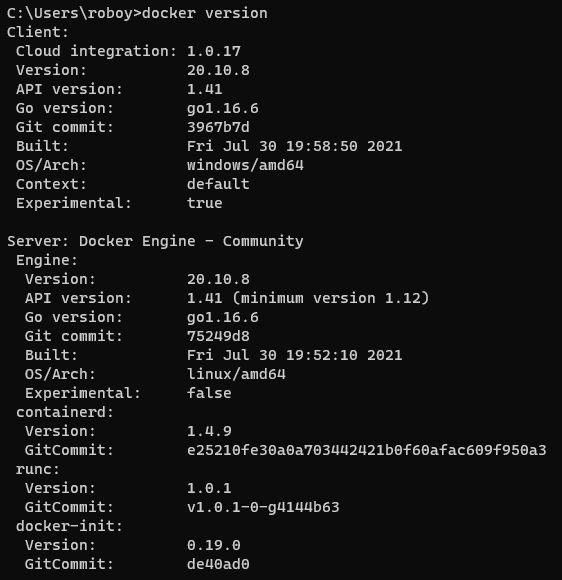 C:\Users\roboy>docker version
Client:
 Cloud integration: 1.0.17
 Version:           20.10.8
 API version:       1.41
 Go version:        go1.16.6
 Git commit:        3967b7d
 Built:             Fri Jul 30 19:58:50 2021
 OS/Arch:           windows/amd64
 Context:           default
 Experimental:      true

Server: Docker Engine - Community
 Engine:
  Version:          20.10.8
  API version:      1.41 (minimum version 1.12)
  Go version:       go1.16.6
  Git commit:       75249d8
  Built:            Fri Jul 30 19:52:10 2021
  OS/Arch:          linux/amd64
  Experimental:     false
 containerd:
  Version:          1.4.9
  GitCommit:        e25210fe30a0a703442421b0f60afac609f950a3
 runc:
  Version:          1.0.1
  GitCommit:        v1.0.1-0-g4144b63
 docker-init:
  Version:          0.19.0
  GitCommit:        de40ad0